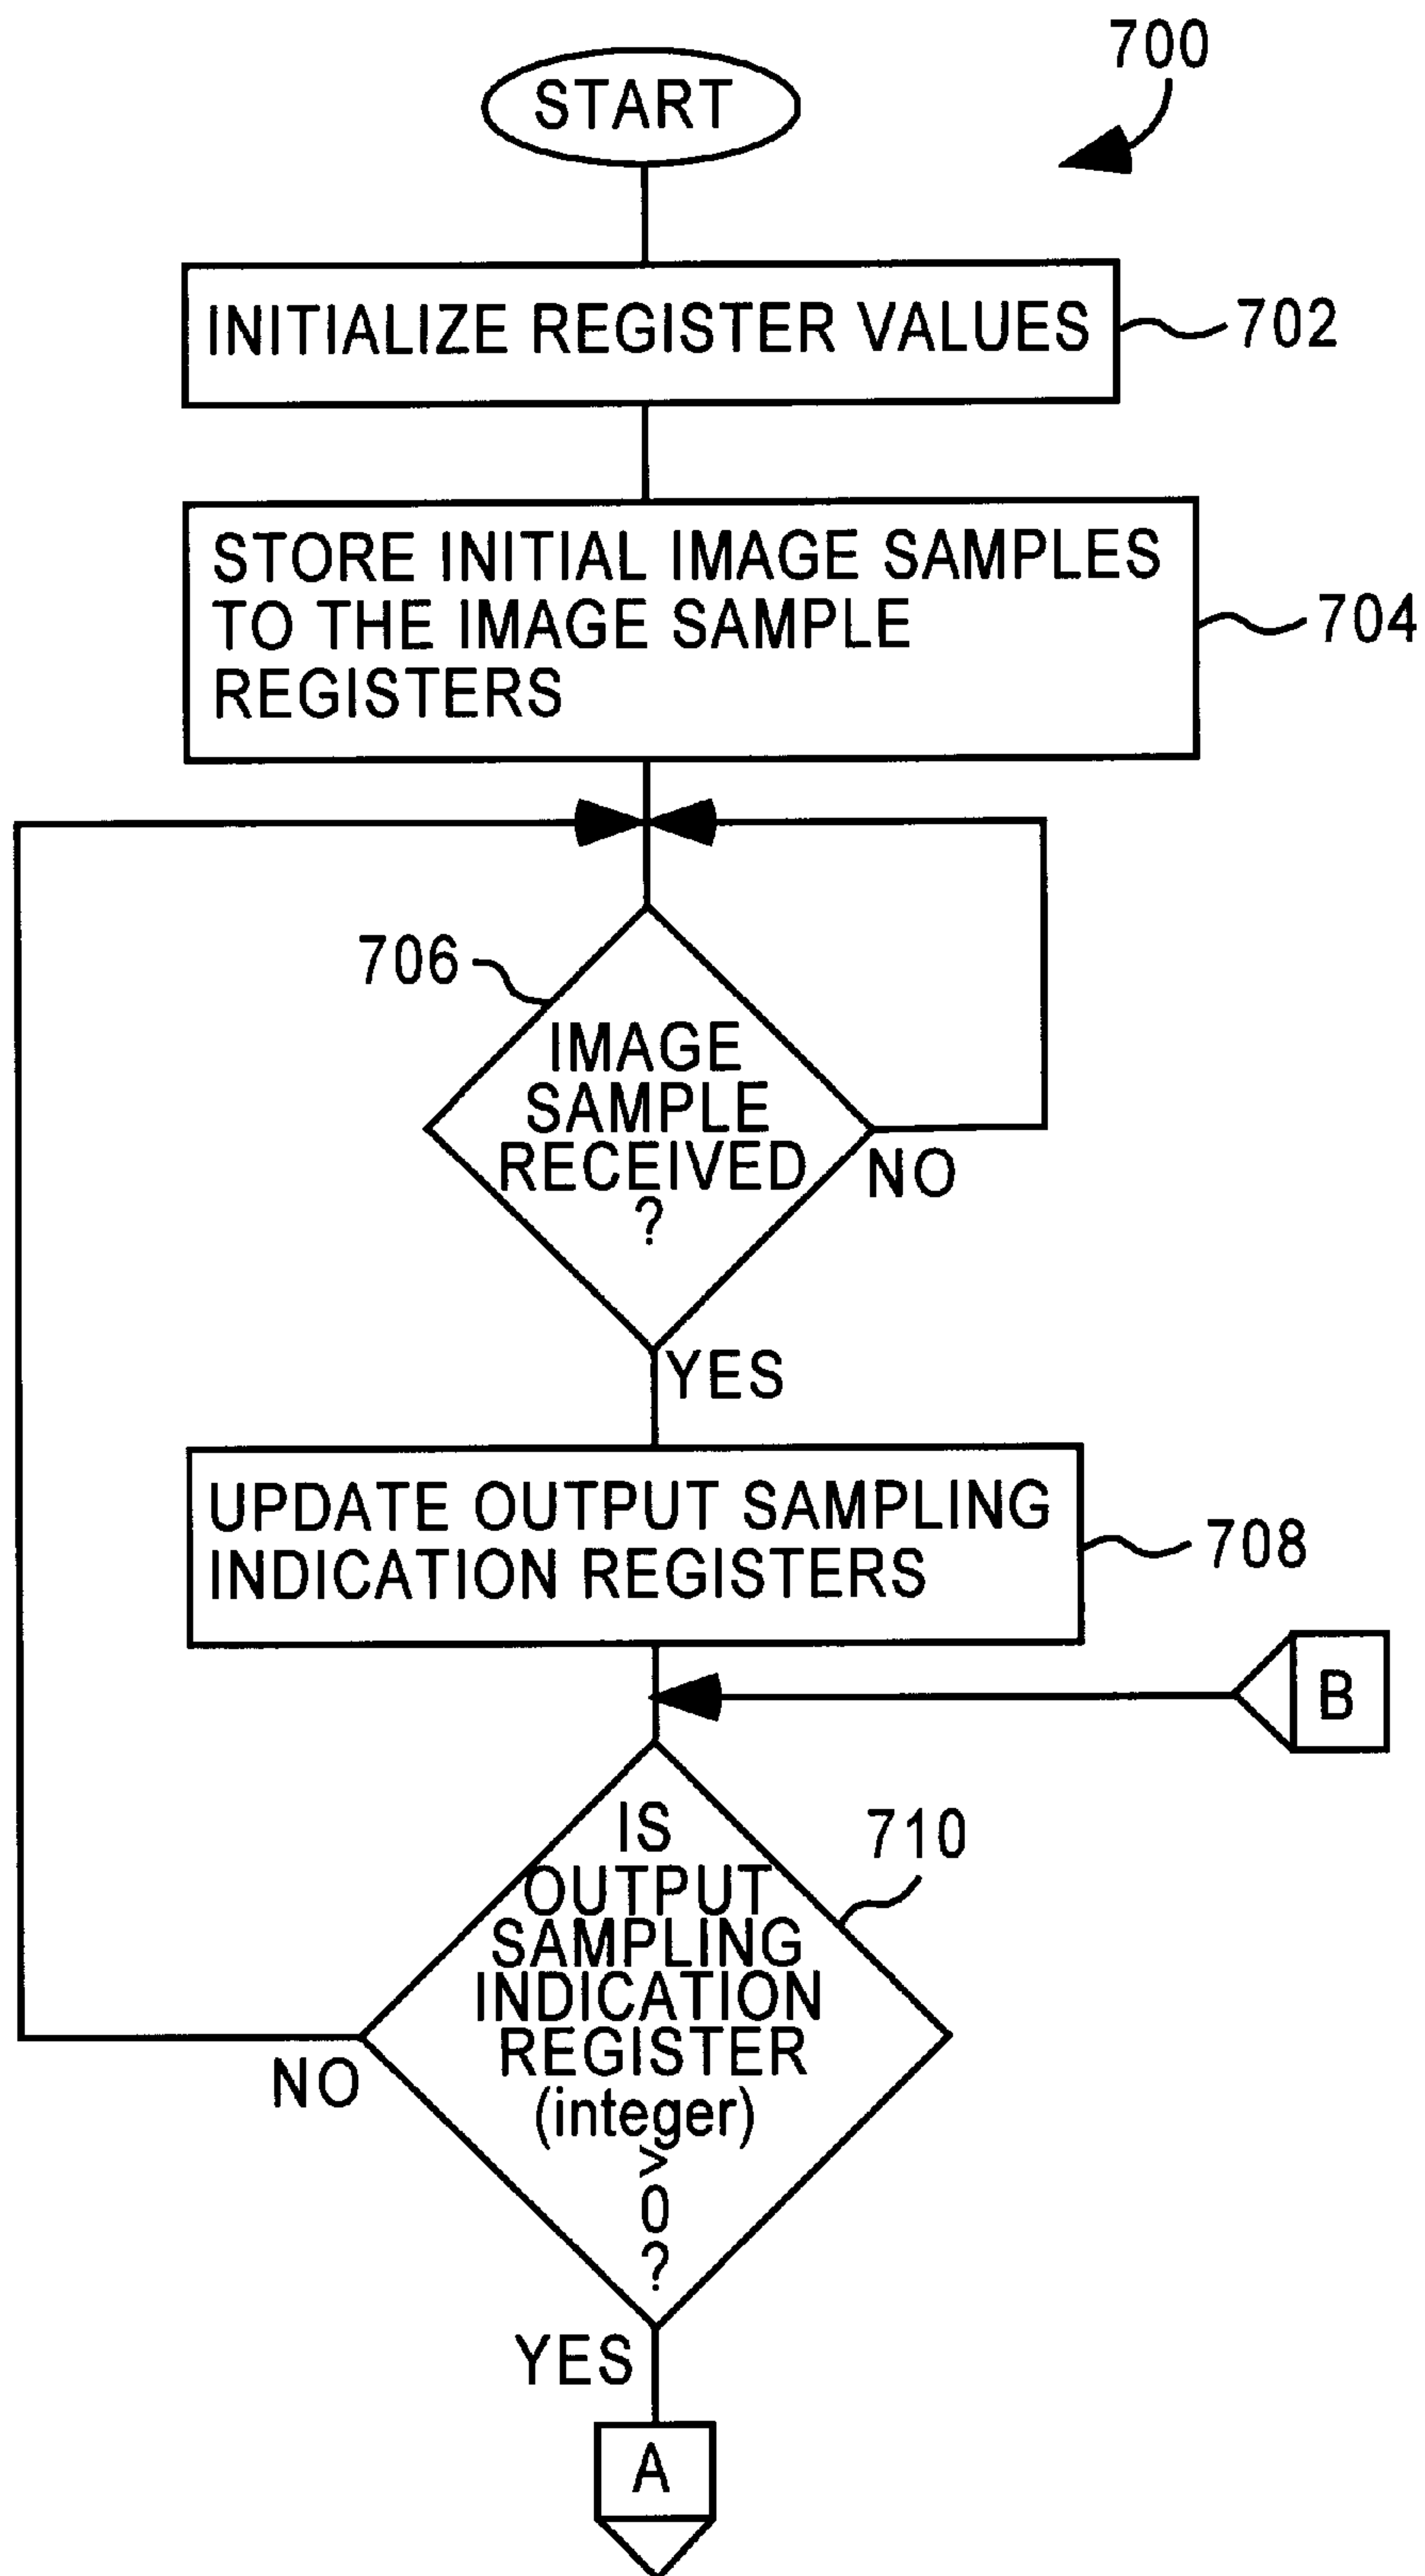 700
START
INITIALIZE REGISTER VALUES
702
STORE INITIAL IMAGE SAMPLES
TO THE IMAGE SAMPLE
REGISTERS
704
706
IMAGE
SAMPLE
RECEIVED
?
NO
YES
UPDATE OUTPUT SAMPLING
INDICATION REGISTERS
708
B
710
IS
OUTPUT
SAMPLING
INDICATION
REGISTER
(integer)
>
0
?
NO
YES
A